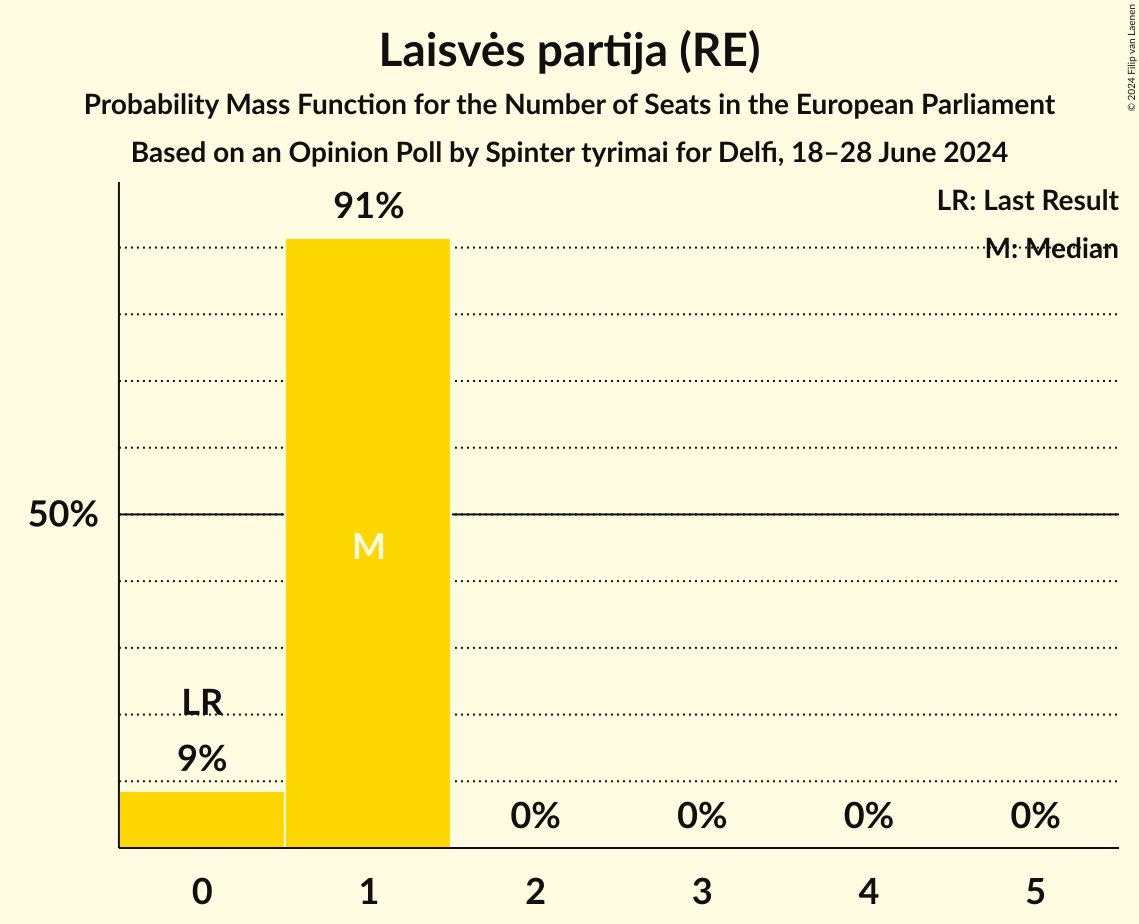 Laisvės partija (RE)
Probability Mass Function for the Number of Seats in the European Parliament
Based on an Opinion Poll by Spinter tyrimai for Delfi, 18–28 June 2024
© 2024 Filip van Laenen
LR: Last Result
M: Median
91%
50%
M
LR
9%
0% 0% 0% 0%
0 1 2 3 4 5